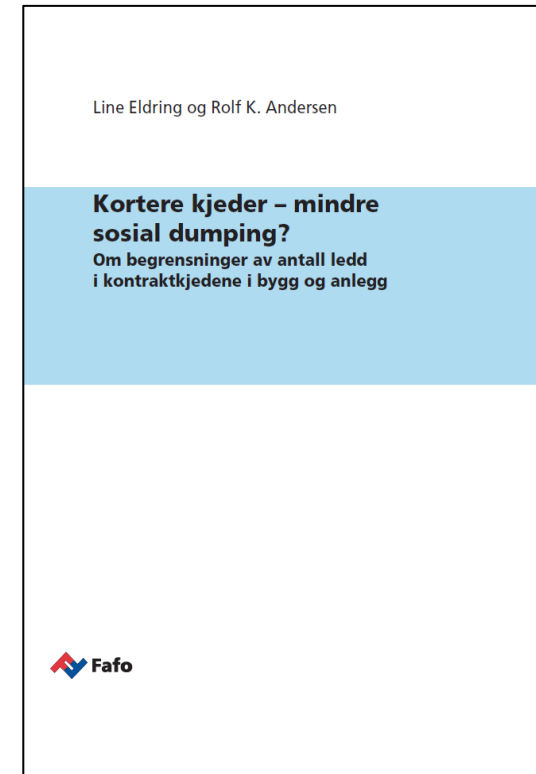 Line Eldring og Rolf K. Andersen
Kortere kjeder – mindre
sosial dumping?
Om begrensninger av antall ledd
i kontraktkjedene i bygg og anlegg
Fafo